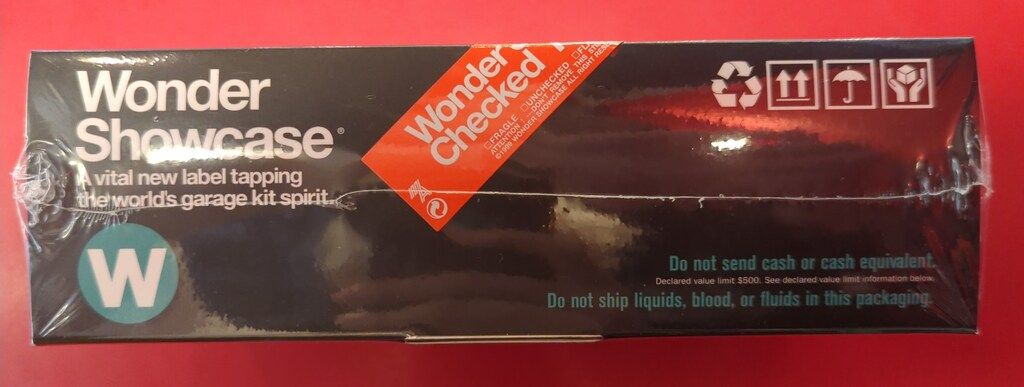 Wonder
Showcase®
A vital new label tapping
the world's garage kit spirit.
W
Wonder
Checked
FRAGLE UNCHECKED
ATTENTION DON'T REMOVE THIS
©1999 WONDER SHOWCASE ALL RIGHT
Do not send cash or cash equivalent.
Declared value limit $500. See declared value limit information below.
Do not ship liquids, blood, or fluids in this packaging.